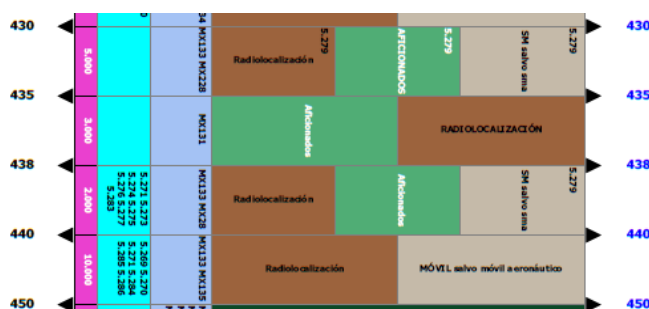 430
430
5.000
MX133 MX228
5.279
Radiolocalización
5.279
AFICIONADOS
5.279
SM salvo sma
435
435
3.000
MX131
Aficionados
RADIOLOCALIZACIÓN
438
438
2.000
5.271 5.273
5.274 5.275
5.276 5.277
5.283
MX133 MX28
Radiolocalización
Aficionados
5.279
SM salvo sma
440
440
10.000
5.269 5.270
5.271 5.284
5.285 5.286
MX133 MX135
Radiolocalización
MÓVIL salvo móvil aeronáutico
450
450